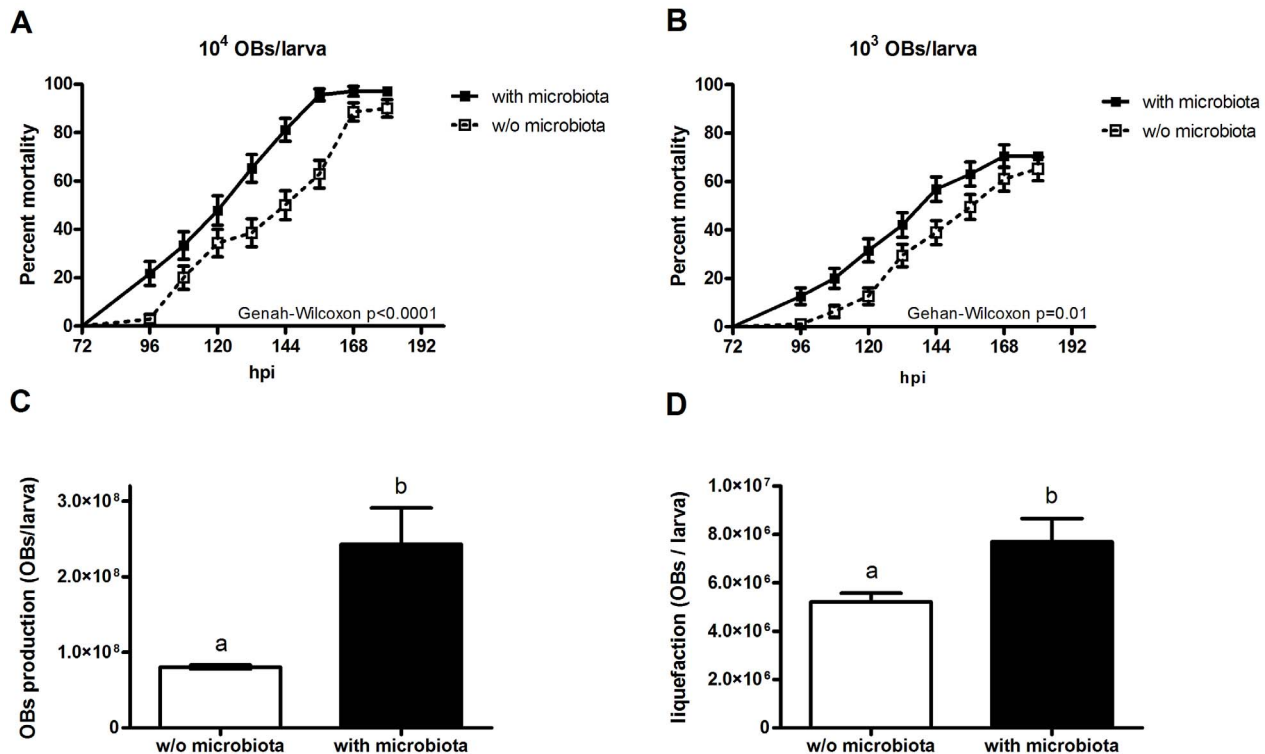 A
10⁴ OBs/larva
Percent mortality
100
80
60
40
20
0
72 96 120 144 168 192
hpi
with microbiota
w/o microbiota
Genah-Wilcoxon p<0.0001
B
10³ OBs/larva
Percent mortality
100
80
60
40
20
0
72 96 120 144 168 192
hpi
with microbiota
w/o microbiota
Gehan-Wilcoxon p=0.01
C
OBs production (OBs/larva)
3.0×10⁸
2.0×10⁸
1.0×10⁸
0
a
b
w/o microbiota with microbiota
D
liquefaction (OBs / larva)
1.0×10⁷
8.0×10⁶
6.0×10⁶
4.0×10⁶
2.0×10⁶
0
a
b
w/o microbiota with microbiota